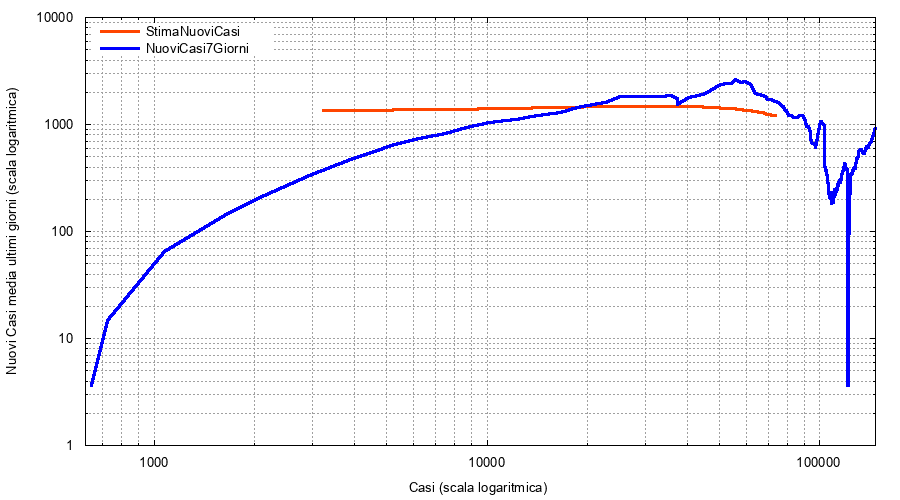 10000
StimaNuoviCasi
NuoviCasi7Giorni
1000
100
10
1
Nuovi Casi media ultimi giorni (scala logaritmica)
1000 10000 100000
Casi (scala logaritmica)